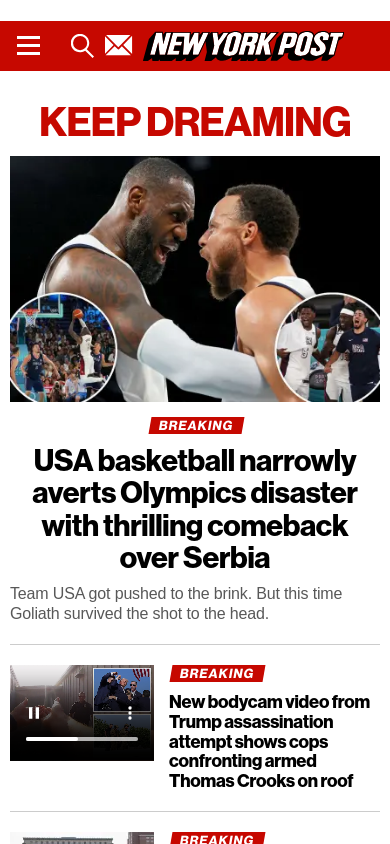 NEW YORK POST
KEEP DREAMING
BREAKING
USA basketball narrowly
averts Olympics disaster
with thrilling comeback
over Serbia
Team USA got pushed to the brink. But this time
Goliath survived the shot to the head.
BREAKING
New bodycam video from
Trump assassination
attempt shows cops
confronting armed
Thomas Crooks on roof
BREAKING